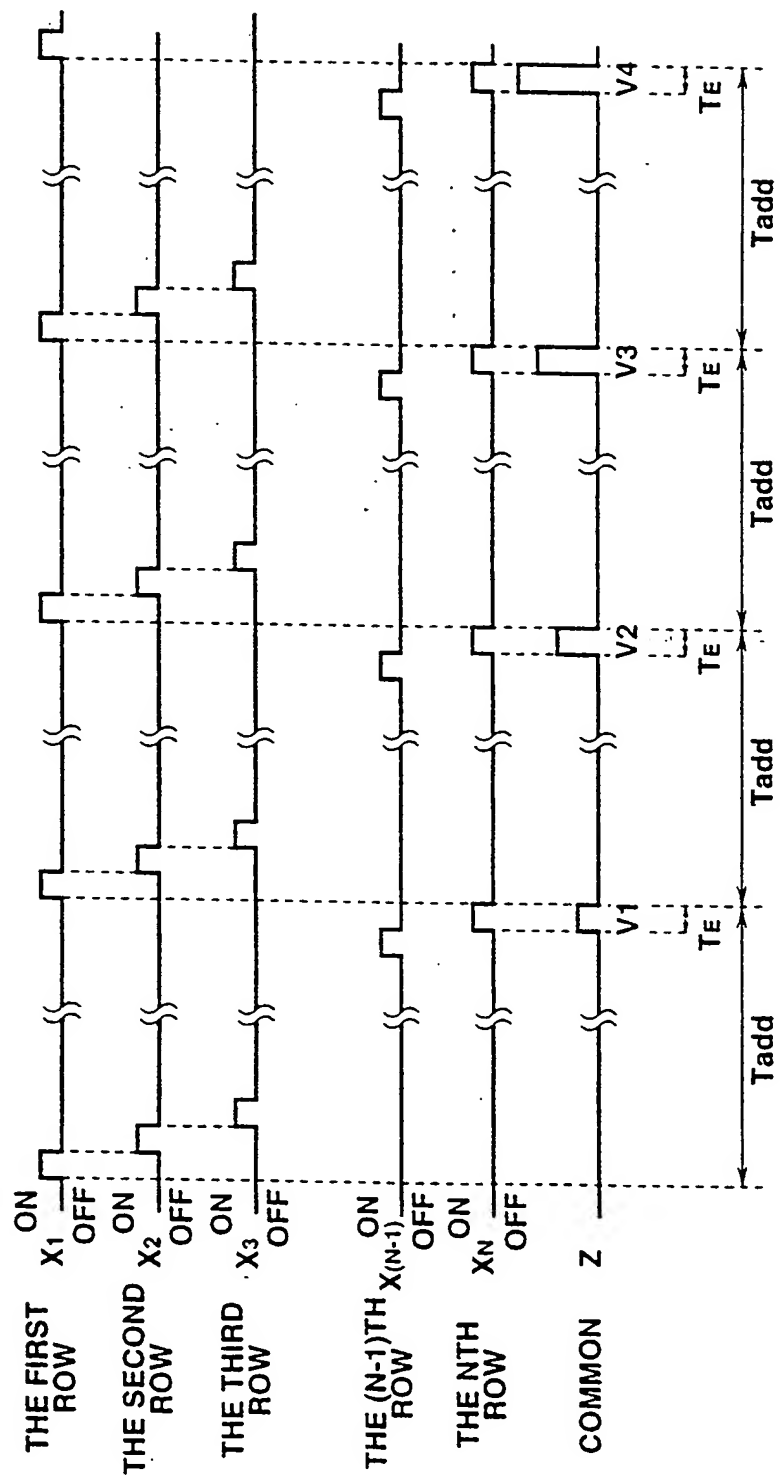 THE FIRST
ROW
X1
ON
OFF
THE SECOND
ROW
X2
ON
OFF
THE THIRD
ROW
X3
ON
OFF
THE (N-1)TH
ROW
X(N-1)
ON
OFF
THE NTH
ROW
XN
ON
OFF
COMMON Z
V1
V2
V3
V4
TE
TE
TE
TE
Tadd
Tadd
Tadd
Tadd